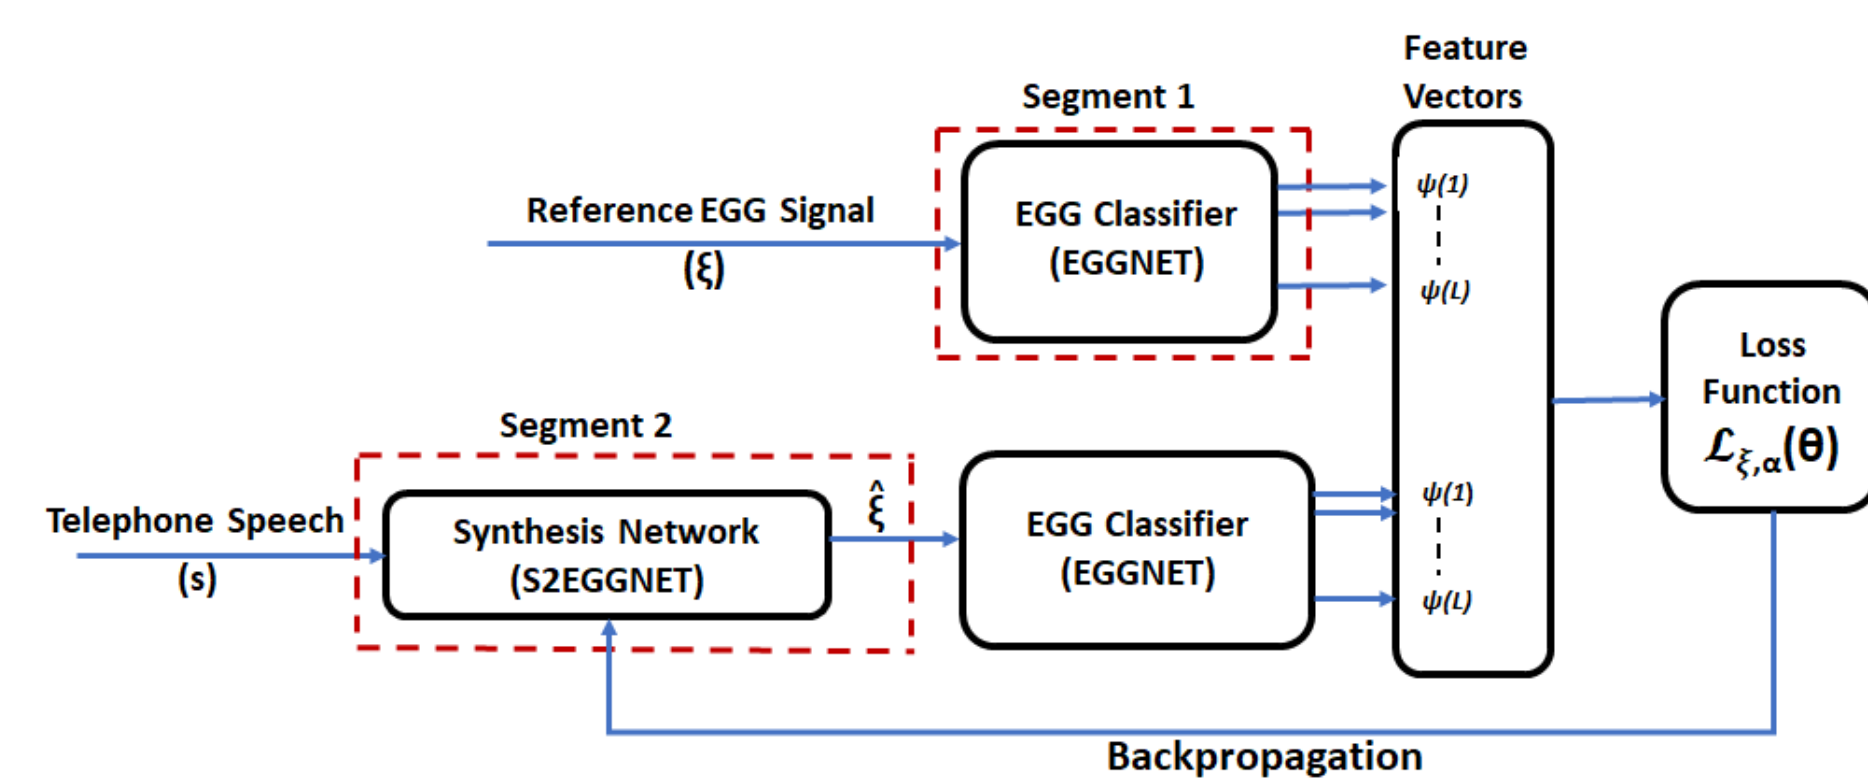 Feature
Vectors
Segment 1
Reference EGG Signal
(ξ)
EGG Classifier
(EGGNET)
ψ(1)
ψ(L)
Loss
Function
ℒξ,α(θ)
Segment 2
Telephone Speech
(s)
Synthesis Network
(S2EGGNET)
ξ̂
EGG Classifier
(EGGNET)
ψ(1)
ψ(L)
Backpropagation